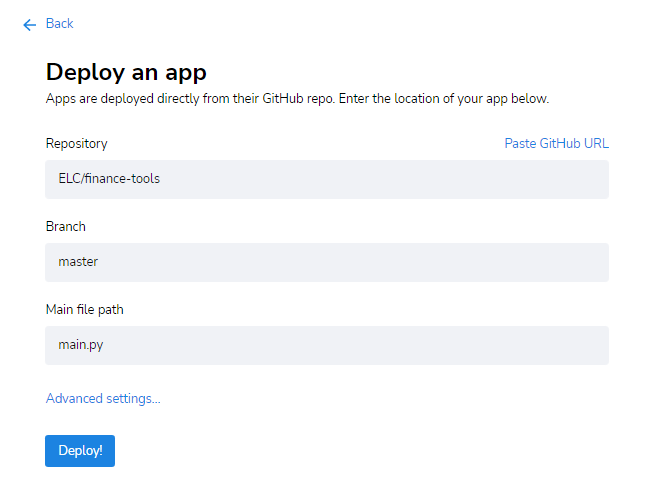 Back
Deploy an app
Apps are deployed directly from their GitHub repo. Enter the location of your app below.
Repository Paste GitHub URL
ELC/finance-tools
Branch
master
Main file path
main.py
Advanced settings...
Deploy!